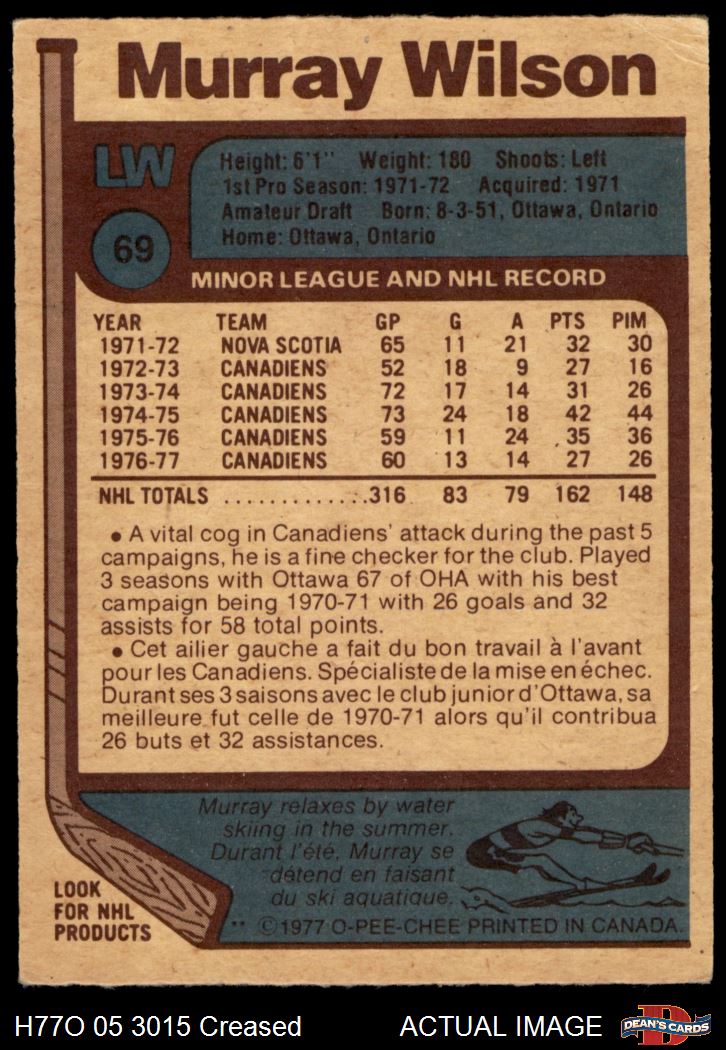 Murray Wilson
LW
Height: 6'1" Weight: 180 Shoots: Left
1st Pro Season: 1971-72 Acquired: 1971
Amateur Draft Born: 8-3-51, Ottawa, Ontario
Home: Ottawa, Ontario
69
MINOR LEAGUE AND NHL RECORD
YEAR TEAM GP G A PTS PIM
1971-72 NOVA SCOTIA 65 11 21 32 30
1972-73 CANADIENS 52 18 9 27 16
1973-74 CANADIENS 72 17 14 31 26
1974-75 CANADIENS 73 24 18 42 44
1975-76 CANADIENS 59 11 24 35 36
1976-77 CANADIENS 60 13 14 27 26
NHL TOTALS .............316 83 79 162 148
• A vital cog in Canadiens' attack during the past 5
campaigns, he is a fine checker for the club. Played
3 seasons with Ottawa 67 of OHA with his best
campaign being 1970-71 with 26 goals and 32
assists for 58 total points.
• Cet ailier gauche a fait du bon travail à l'avant
pour les Canadiens. Spécialiste de la mise en échec.
Durant ses 3 saisons avec le club junior d'Ottawa, sa
meilleure fut celle de 1970-71 alors qu'il contribua
26 buts et 32 assistances.
Murray relaxes by water
skiing in the summer.
Durant l'été, Murray se
détend en faisant
du ski aquatique.
LOOK
FOR NHL
PRODUCTS
** ©1977 O-PEE-CHEE PRINTED IN CANADA.
H77O 05 3015 Creased ACTUAL IMAGE
D
DEAN'S CARDS